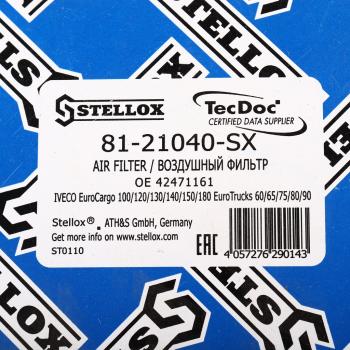 STELLOX
TecDoc
CERTIFIED DATA SUPPLIER
81-21040-SX
AIR FILTER / ВОЗДУШНЫЙ ФИЛЬТР
OE 42471161
IVECO EuroCargo 100/120/130/140/150/180 EuroTrucks 60/65/75/80/90
Stellox®. ATH&S GmbH, Germany
Get more info on www.stellox.com
ST0110
EAC
4 057276 290143